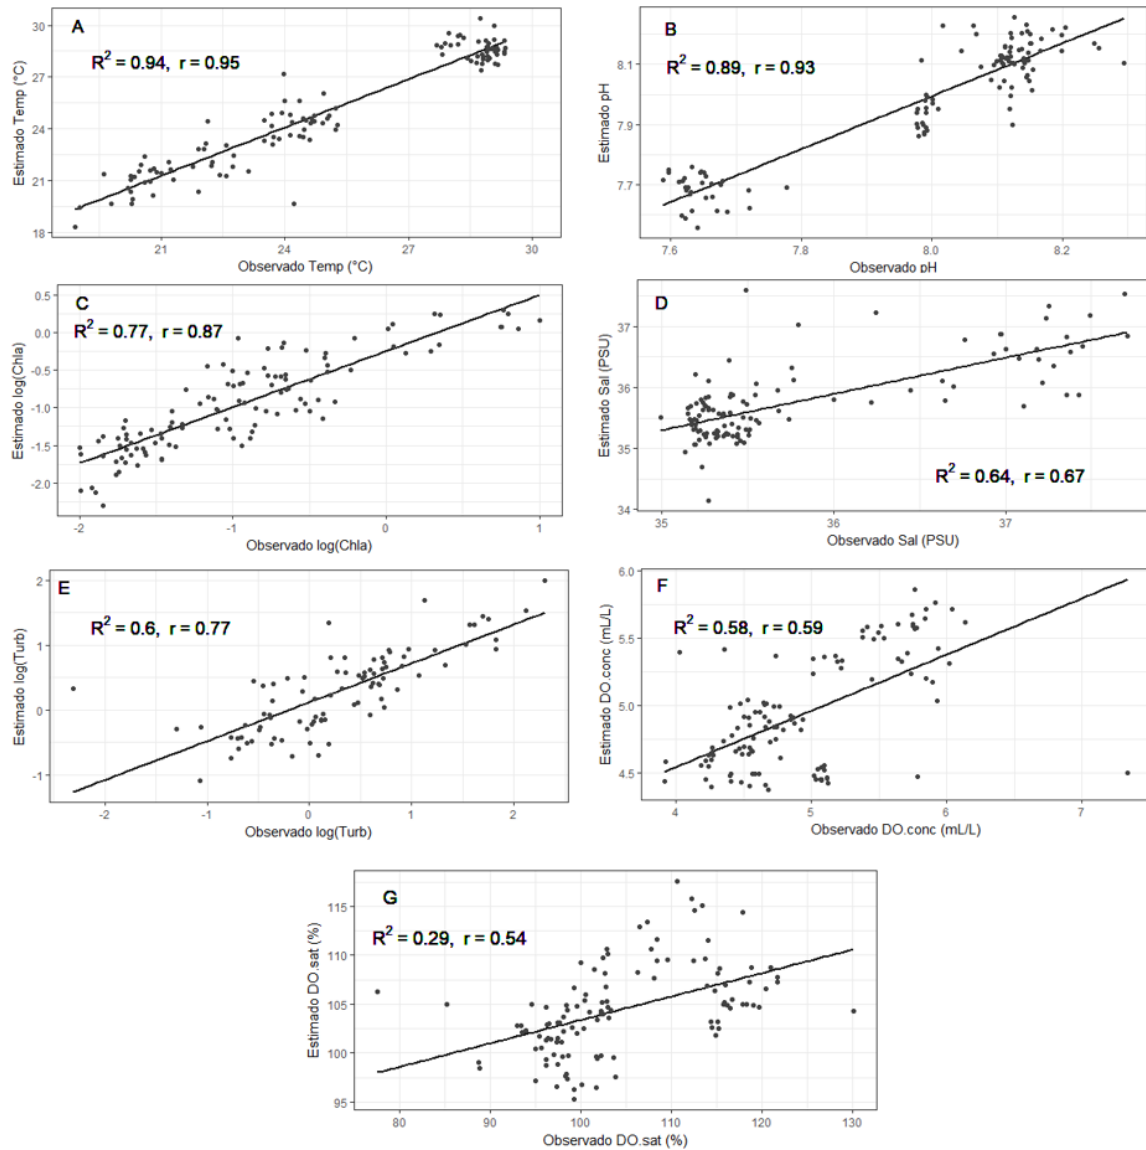 A
R² = 0.94, r = 0.95
Estimado Temp (°C)
30
27
24
21
18
21
24
27
30
Observado Temp (°C)
B
R² = 0.89, r = 0.93
Estimado pH
8.1
7.9
7.7
7.6
7.8
8.0
8.2
Observado pH
C
R² = 0.77, r = 0.87
Estimado log(Chla)
0.5
0.0
-0.5
-1.0
-1.5
-2.0
-2
-1
0
1
Observado log(Chla)
D
R² = 0.64, r = 0.67
Estimado Sal (PSU)
37
36
35
34
35
36
37
Observado Sal (PSU)
E
R² = 0.6, r = 0.77
Estimado log(Turb)
2
1
0
-1
-2
-1
0
1
2
Observado log(Turb)
F
R² = 0.58, r = 0.59
Estimado DO.conc (mL/L)
6.0
5.5
5.0
4.5
4
5
6
7
Observado DO.conc (mL/L)
G
R² = 0.29, r = 0.54
Estimado DO.sat (%)
115
110
105
100
95
80
90
100
110
120
130
Observado DO.sat (%)